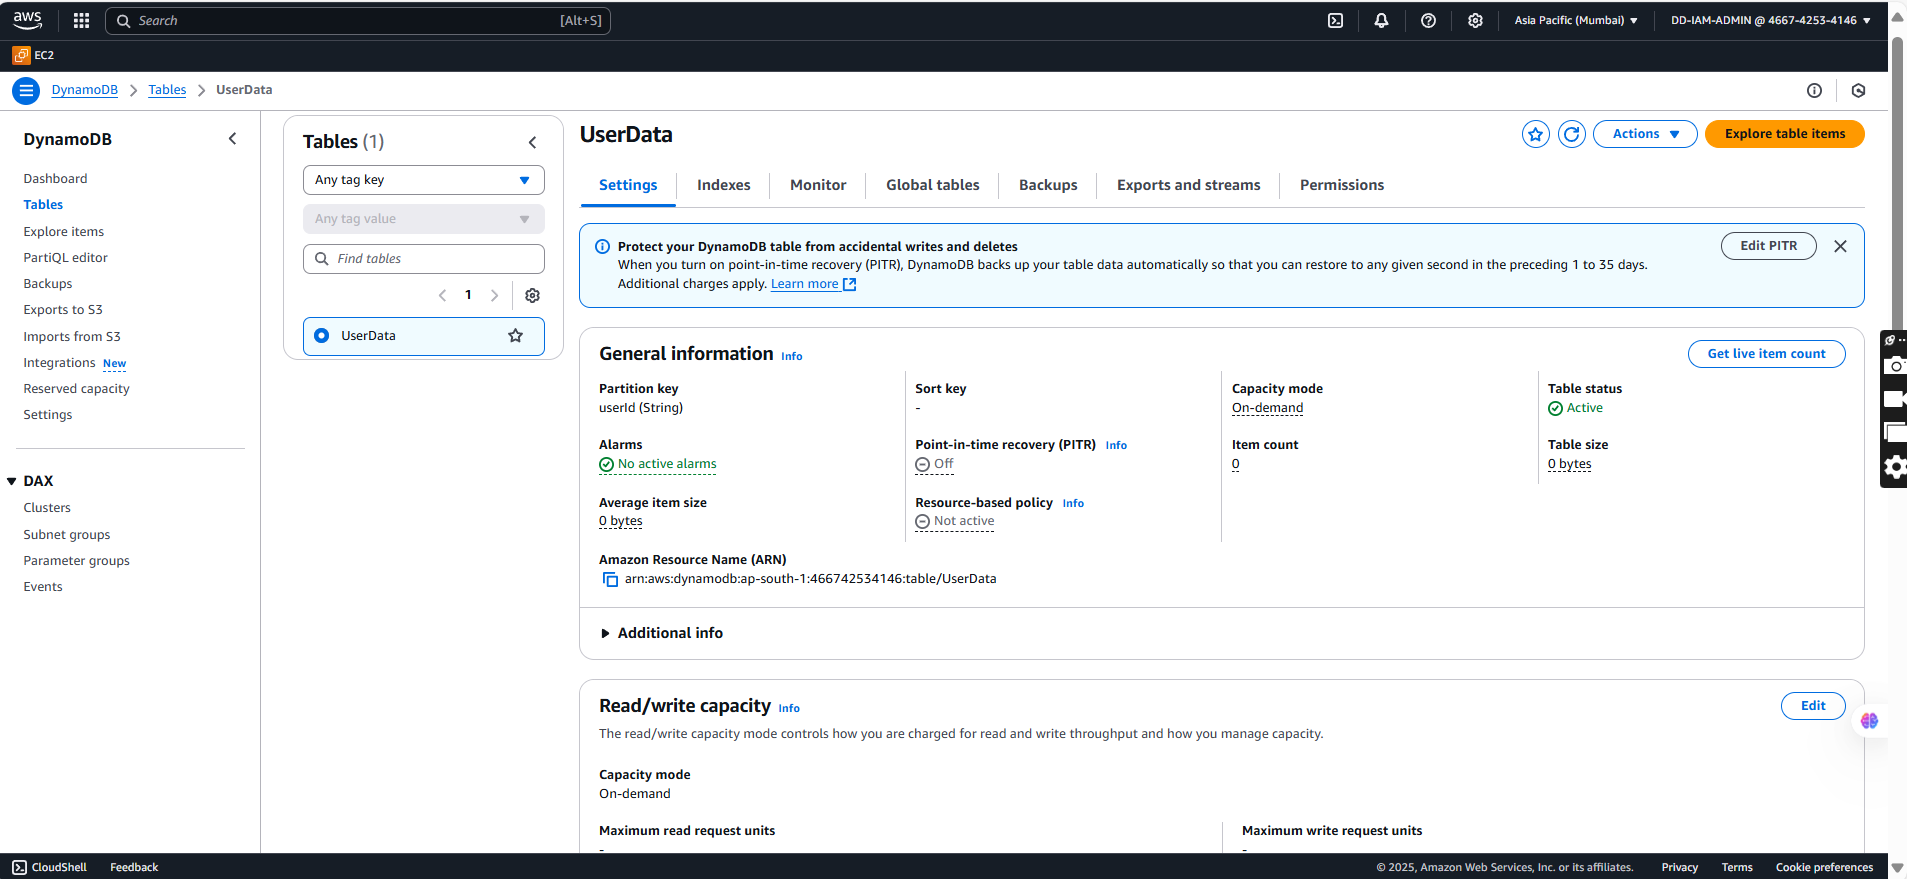 aws
Search [Alt+S]
Asia Pacific (Mumbai)
DD-IAM-ADMIN @ 4667-4253-4146
EC2
DynamoDB
Tables
UserData
DynamoDB
Dashboard
Tables
Explore items
PartiQL editor
Backups
Exports to S3
Imports from S3
Integrations New
Reserved capacity
Settings
DAX
Clusters
Subnet groups
Parameter groups
Events
Tables (1)
Any tag key
Any tag value
Find tables
1
UserData
UserData
Actions
Explore table items
Settings
Indexes
Monitor
Global tables
Backups
Exports and streams
Permissions
Protect your DynamoDB table from accidental writes and deletes
When you turn on point-in-time recovery (PITR), DynamoDB backs up your table data automatically so that you can restore to any given second in the preceding 1 to 35 days.
Additional charges apply. Learn more
Edit PITR
General information Info
Get live item count
Partition key
userId (String)
Sort key
-
Capacity mode
On-demand
Table status
Active
Alarms
No active alarms
Point-in-time recovery (PITR) Info
Off
Item count
0
Table size
0 bytes
Average item size
0 bytes
Resource-based policy Info
Not active
Amazon Resource Name (ARN)
arn:aws:dynamodb:ap-south-1:466742534146:table/UserData
Additional info
Read/write capacity Info
Edit
The read/write capacity mode controls how you are charged for read and write throughput and how you manage capacity.
Capacity mode
On-demand
Maximum read request units
-
Maximum write request units
-
CloudShell
Feedback
© 2025, Amazon Web Services, Inc. or its affiliates.
Privacy
Terms
Cookie preferences